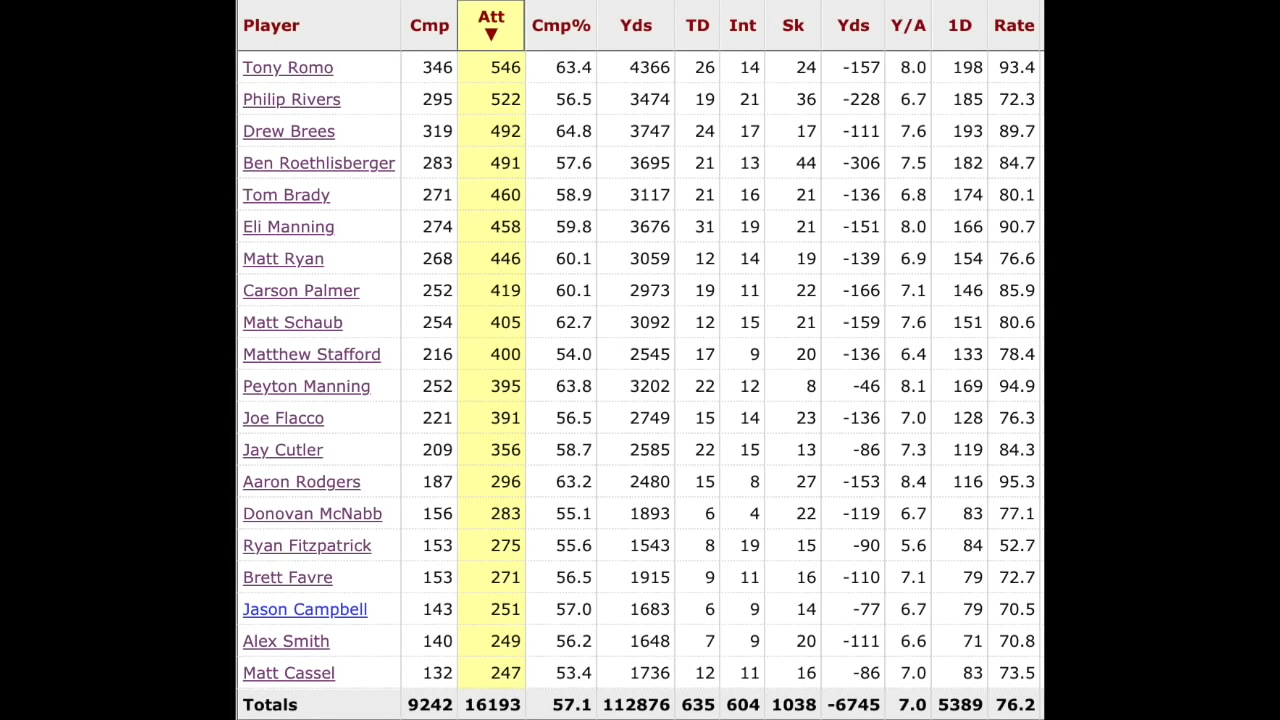 Player Cmp Att ▼ Cmp% Yds TD Int Sk Yds Y/A 1D Rate
Tony Romo 346 546 63.4 4366 26 14 24 -157 8.0 198 93.4
Philip Rivers 295 522 56.5 3474 19 21 36 -228 6.7 185 72.3
Drew Brees 319 492 64.8 3747 24 17 17 -111 7.6 193 89.7
Ben Roethlisberger 283 491 57.6 3695 21 13 44 -306 7.5 182 84.7
Tom Brady 271 460 58.9 3117 21 16 21 -136 6.8 174 80.1
Eli Manning 274 458 59.8 3676 31 19 21 -151 8.0 166 90.7
Matt Ryan 268 446 60.1 3059 12 14 19 -139 6.9 154 76.6
Carson Palmer 252 419 60.1 2973 19 11 22 -166 7.1 146 85.9
Matt Schaub 254 405 62.7 3092 12 15 21 -159 7.6 151 80.6
Matthew Stafford 216 400 54.0 2545 17 9 20 -136 6.4 133 78.4
Peyton Manning 252 395 63.8 3202 22 12 8 -46 8.1 169 94.9
Joe Flacco 221 391 56.5 2749 15 14 23 -136 7.0 128 76.3
Jay Cutler 209 356 58.7 2585 22 15 13 -86 7.3 119 84.3
Aaron Rodgers 187 296 63.2 2480 15 8 27 -153 8.4 116 95.3
Donovan McNabb 156 283 55.1 1893 6 4 22 -119 6.7 83 77.1
Ryan Fitzpatrick 153 275 55.6 1543 8 19 15 -90 5.6 84 52.7
Brett Favre 153 271 56.5 1915 9 11 16 -110 7.1 79 72.7
Jason Campbell 143 251 57.0 1683 6 9 14 -77 6.7 79 70.5
Alex Smith 140 249 56.2 1648 7 9 20 -111 6.6 71 70.8
Matt Cassel 132 247 53.4 1736 12 11 16 -86 7.0 83 73.5
Totals 9242 16193 57.1 112876 635 604 1038 -6745 7.0 5389 76.2